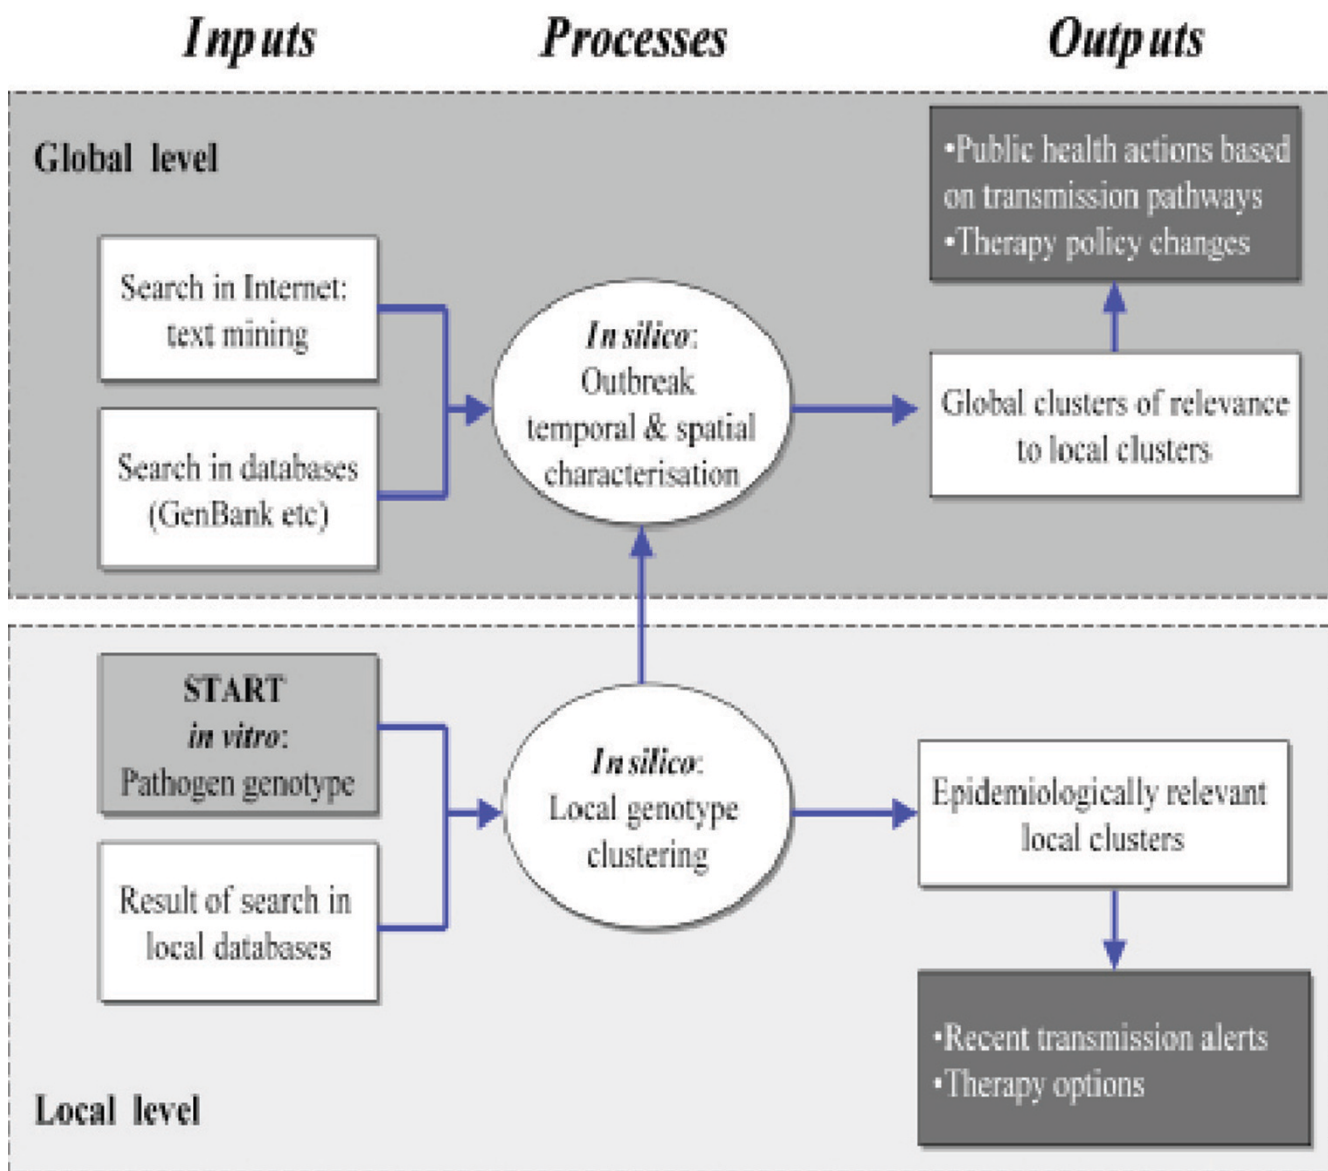 Inputs
Processes
Outputs
Global level
•Public health actions based
on transmission pathways
•Therapy policy changes
Search in Internet:
text mining
Search in databases
(GenBank etc)
In silico:
Outbreak
temporal & spatial
characterisation
Global clusters of relevance
to local clusters
START
in vitro:
Pathogen genotype
Result of search in
local databases
In silico:
Local genotype
clustering
Epidemiologically relevant
local clusters
•Recent transmission alerts
•Therapy options
Local level